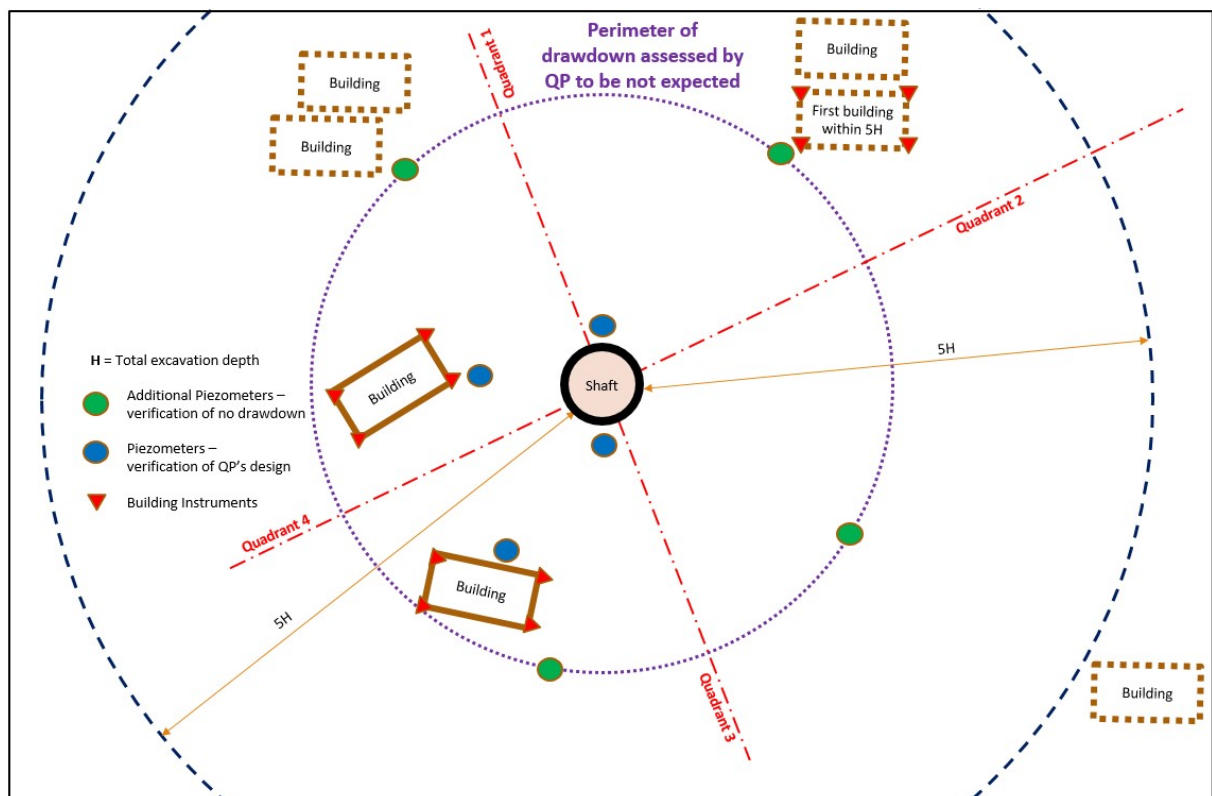 Quadrant 1
Perimeter of
drawdown assessed by
QP to be not expected
Building
Building
First building
within 5H
Building
Quadrant 2
5H
Shaft
H = Total excavation depth
Building
Additional Piezometers –
verification of no drawdown
Piezometers –
verification of QP's design
Building Instruments
Quadrant 4
Building
5H
Quadrant 3
Building